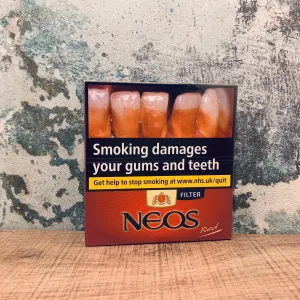 Smoking damages
your gums and teeth
Get help to stop smoking at www.nhs.uk/quit
FILTER
NEOS
Red